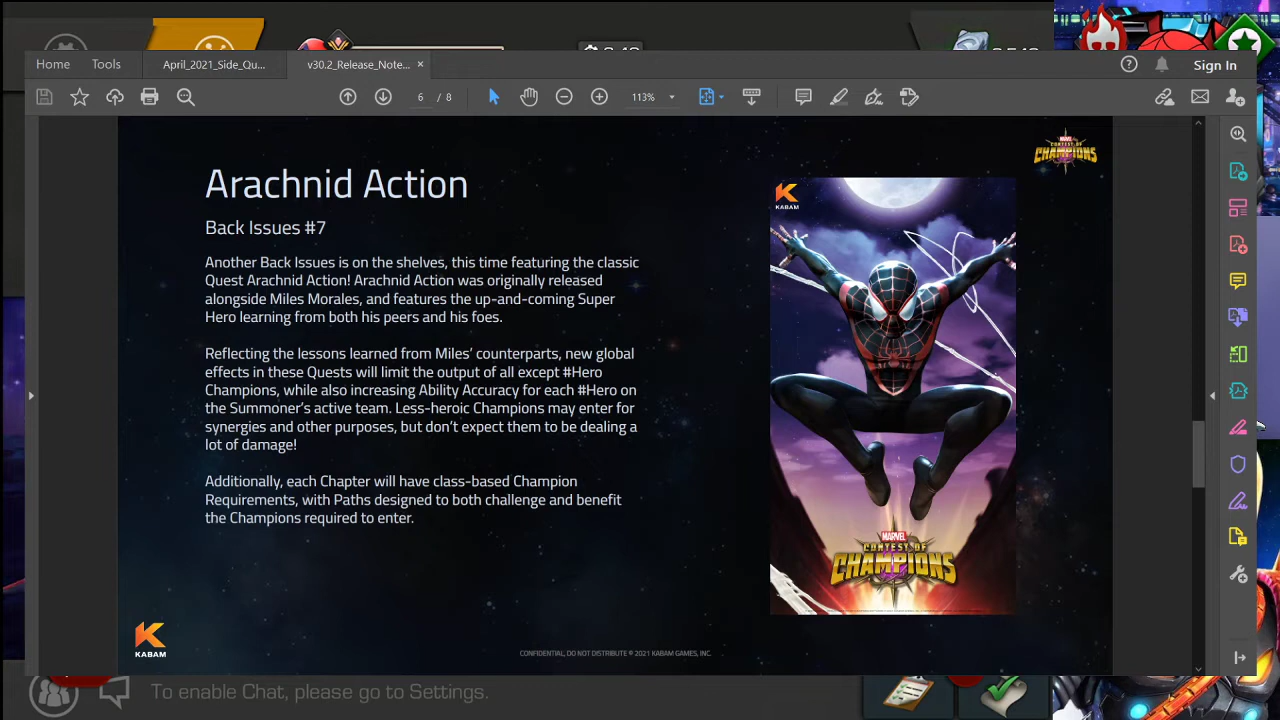 Home
Tools
April_2021_Side_Qu...
v30.2_Release_Note...
×
Sign In
6 / 8
113%
MARVEL
CONTEST OF
CHAMPIONS
Arachnid Action
Back Issues #7
Another Back Issues is on the shelves, this time featuring the classic
Quest Arachnid Action! Arachnid Action was originally released
alongside Miles Morales, and features the up-and-coming Super
Hero learning from both his peers and his foes.
Reflecting the lessons learned from Miles’ counterparts, new global
effects in these Quests will limit the output of all except #Hero
Champions, while also increasing Ability Accuracy for each #Hero on
the Summoner’s active team. Less-heroic Champions may enter for
synergies and other purposes, but don’t expect them to be dealing a
lot of damage!
Additionally, each Chapter will have class-based Champion
Requirements, with Paths designed to both challenge and benefit
the Champions required to enter.
KABAM
MARVEL
CONTEST OF
CHAMPIONS
KABAM
CONFIDENTIAL, DO NOT DISTRIBUTE © 2021 KABAM GAMES, INC.
To enable Chat, please go to Settings.